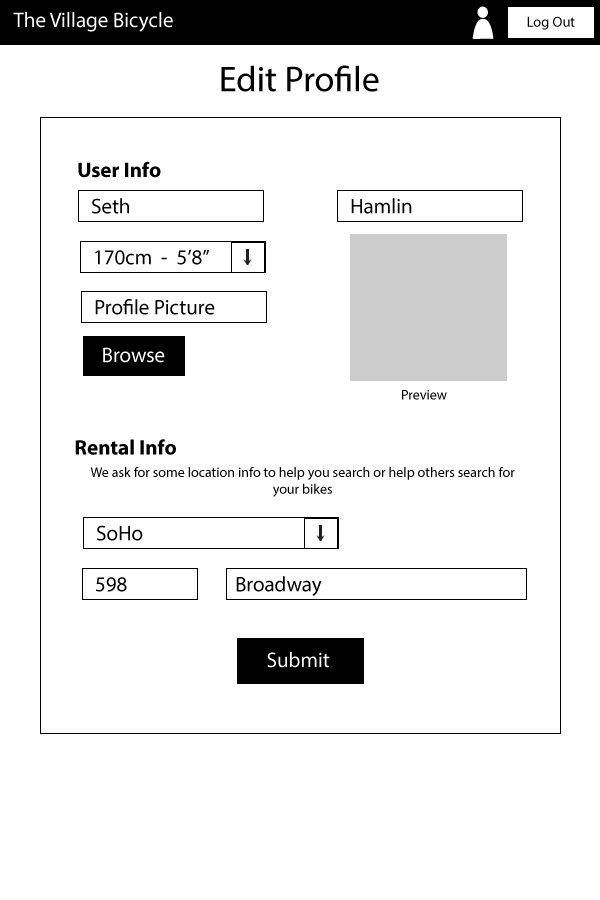 The Village Bicycle
Log Out
Edit Profile
User Info
Seth
Hamlin
170cm - 5’8”
Profile Picture
Browse
Preview
Rental Info
We ask for some location info to help you search or help others search for
your bikes
SoHo
598
Broadway
Submit